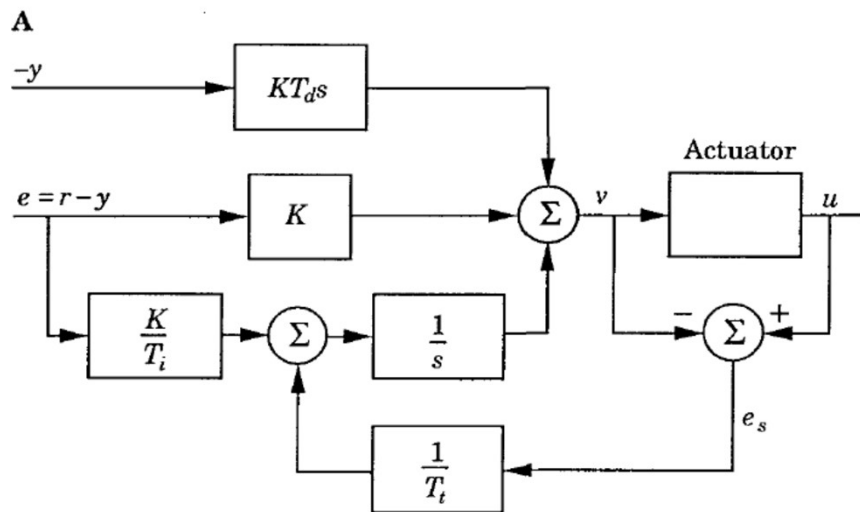 A
-y
KT_d s
Actuator
e = r - y
K
Σ
v
u
K/T_i
Σ
1/s
-
Σ
+
e_s
1/T_t